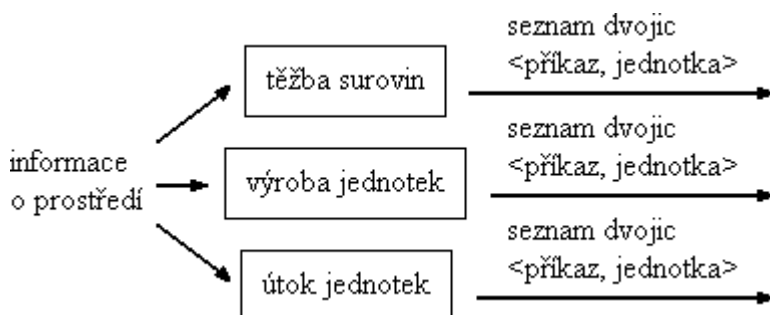 seznam dvojic
<příkaz, jednotka>
těžba surovin
seznam dvojic
<příkaz, jednotka>
informace
o prostředí
výroba jednotek
seznam dvojic
<příkaz, jednotka>
útok jednotek